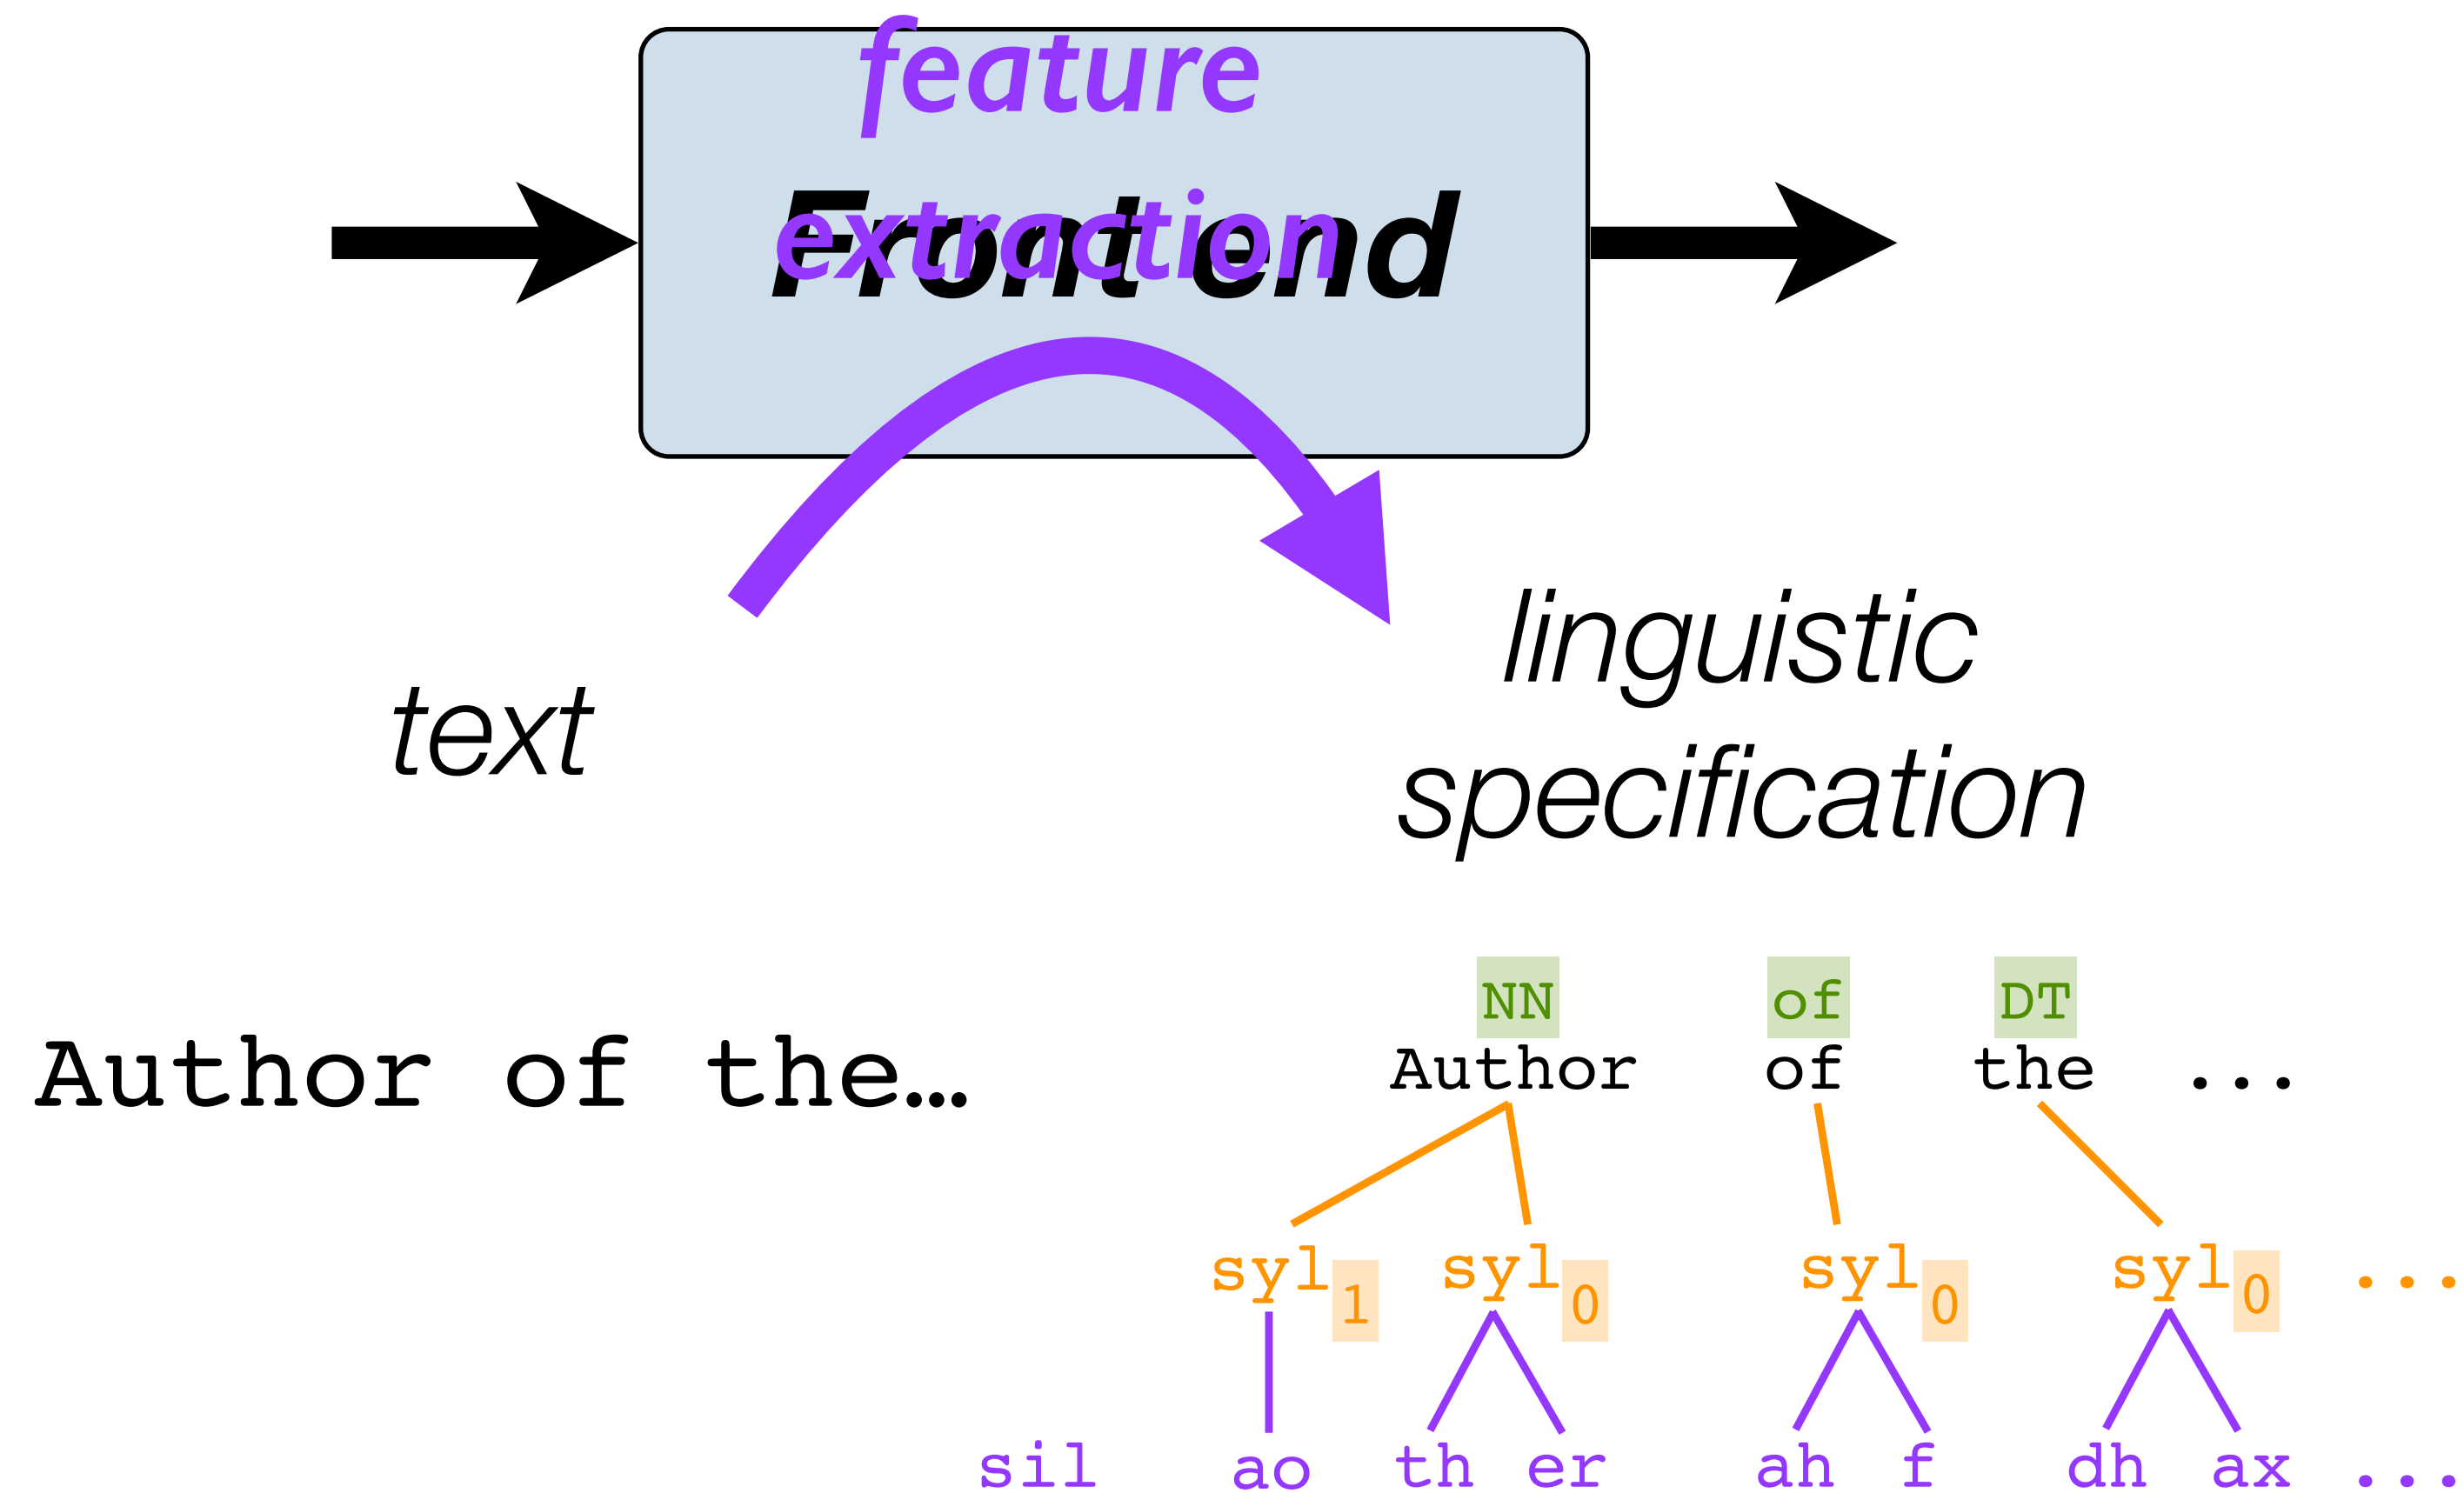 feature
extraction
Front end
text
linguistic
specification
Author of the…
NN of DT
Author of the ...
syl 1 syl 0 syl 0 syl 0 ...
sil ao th er ah f dh ax ...